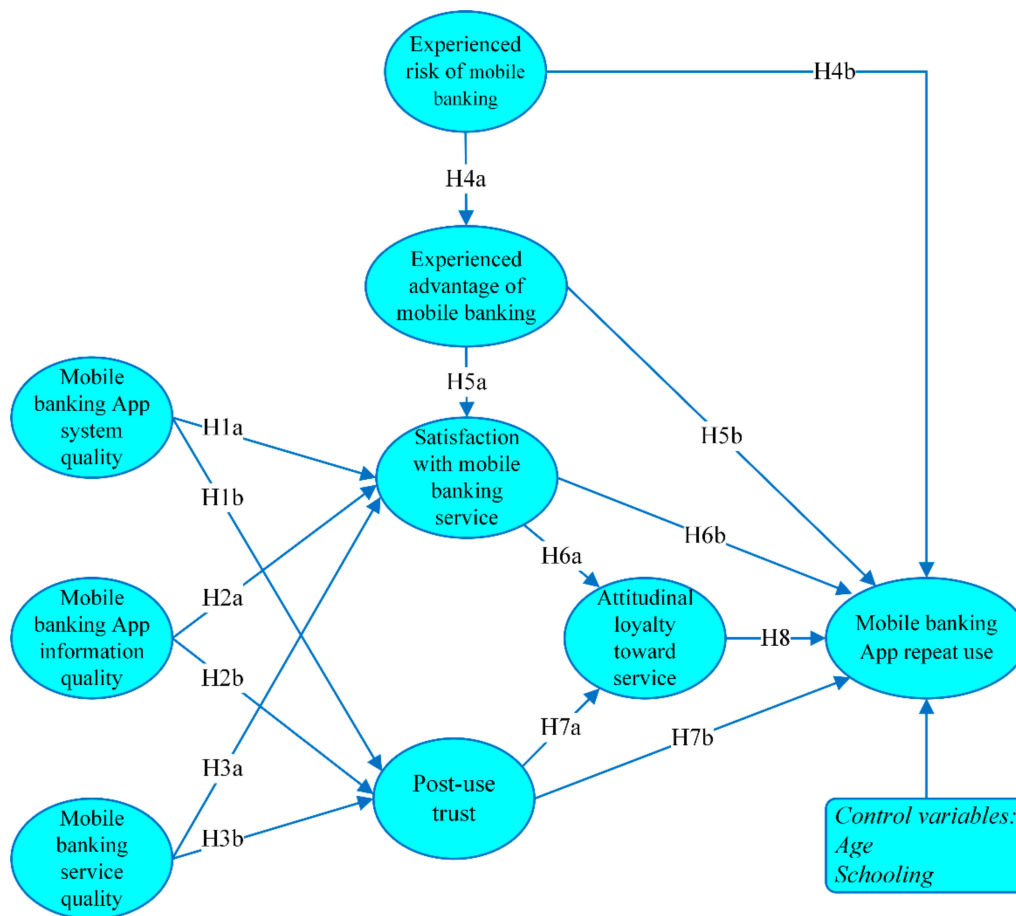 Experienced
risk of mobile
banking
H4b
H4a
Experienced
advantage of
mobile banking
H5a
H5b
Mobile
banking App
system
quality
H1a
H1b
Satisfaction
with mobile
banking
service
H6b
H6a
Mobile
banking App
information
quality
H2a
H2b
Attitudinal
loyalty
toward
service
H8
Mobile banking
App repeat use
H7a
H7b
H3a
Post-use
trust
Mobile
banking
service
quality
H3b
Control variables:
Age
Schooling